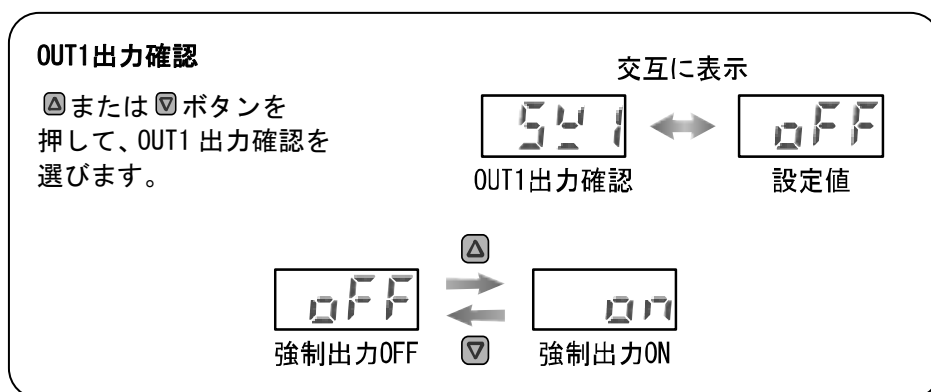 OUT1出力確認
△または▽ボタンを
押して、OUT1 出力確認を
選びます。
交互に表示
SW1
oFF
OUT1出力確認
設定値
△
oFF
on
▽
強制出力OFF
強制出力ON